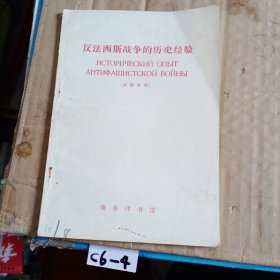 反法西斯战争的历史经验
ИСТОРИЧЕСКИЙ ОПЫТ
АНТИФАШИСТСКОЙ ВОЙНЫ
(汉俄对照)
商务印书馆
C6-4